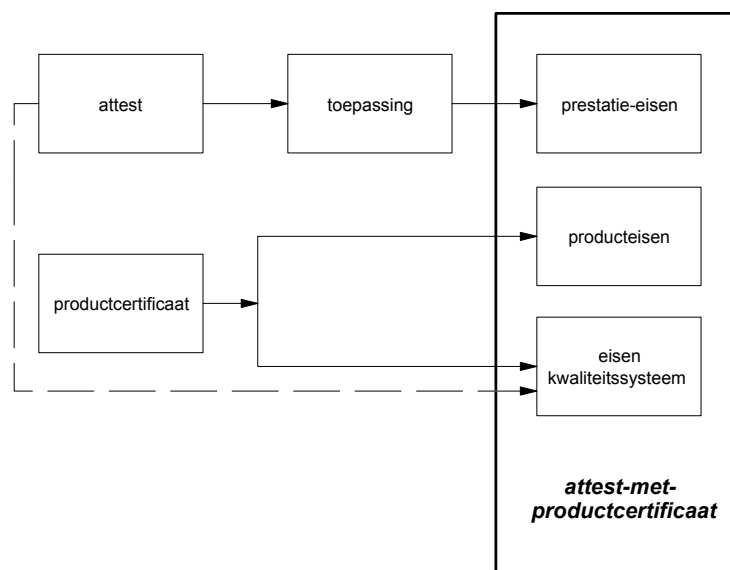 attest
toepassing
prestatie-eisen
producteisen
productcertificaat
eisen
kwaliteitssysteem
attest-met-
productcertificaat